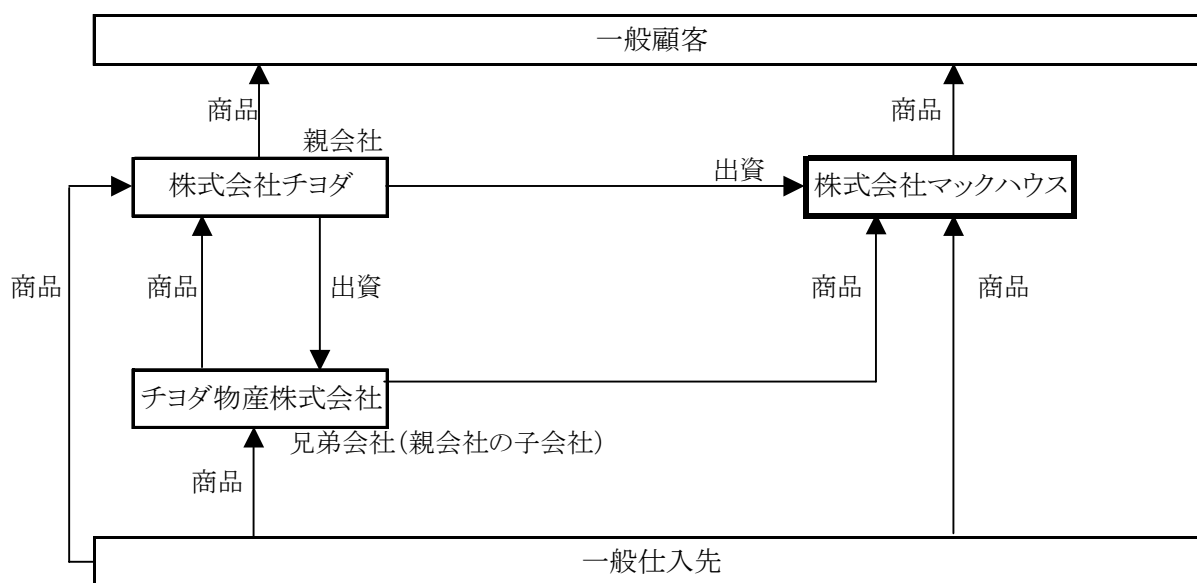 一般顧客
商品
商品
親会社
株式会社チヨダ
出資
株式会社マックハウス
商品
商品
出資
商品
商品
チヨダ物産株式会社
兄弟会社(親会社の子会社)
商品
一般仕入先